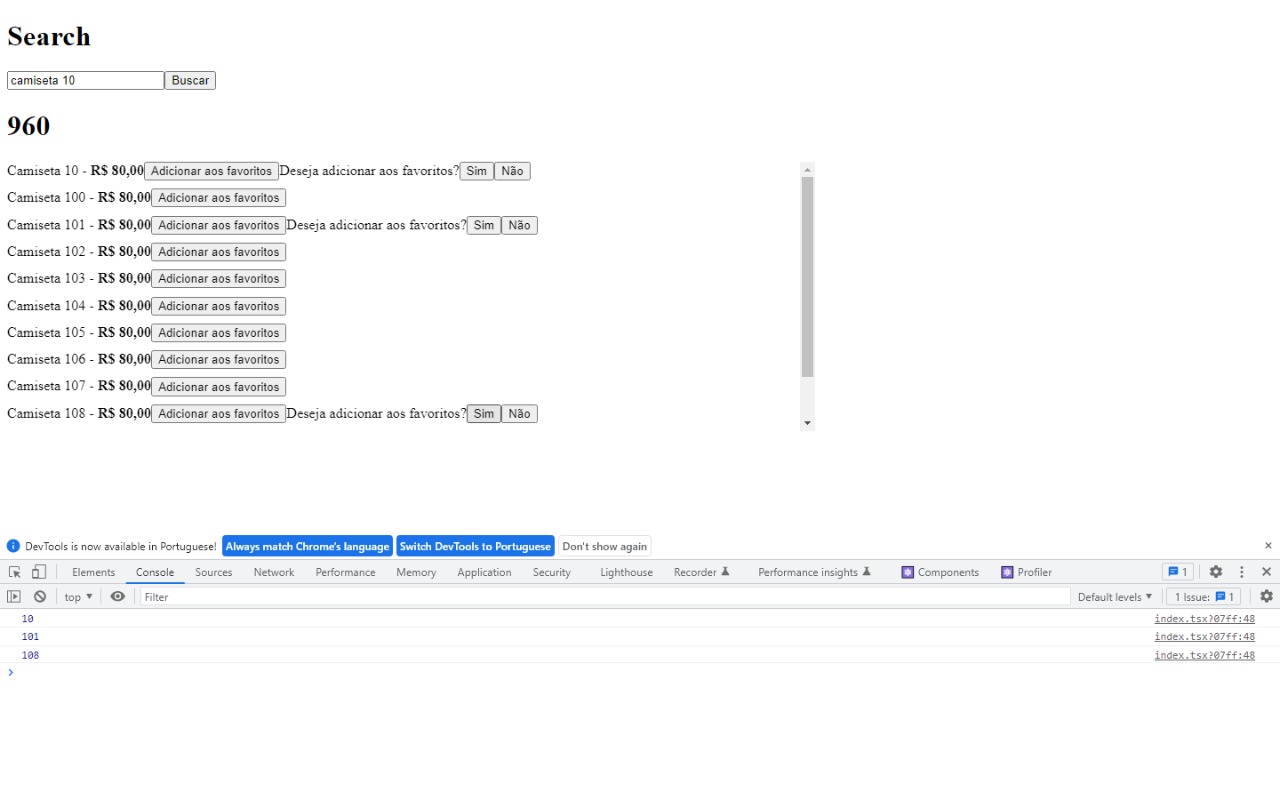 Search
camiseta 10 Buscar
960
Camiseta 10 - R$ 80,00 Adicionar aos favoritos Deseja adicionar aos favoritos? Sim Não
Camiseta 100 - R$ 80,00 Adicionar aos favoritos
Camiseta 101 - R$ 80,00 Adicionar aos favoritos Deseja adicionar aos favoritos? Sim Não
Camiseta 102 - R$ 80,00 Adicionar aos favoritos
Camiseta 103 - R$ 80,00 Adicionar aos favoritos
Camiseta 104 - R$ 80,00 Adicionar aos favoritos
Camiseta 105 - R$ 80,00 Adicionar aos favoritos
Camiseta 106 - R$ 80,00 Adicionar aos favoritos
Camiseta 107 - R$ 80,00 Adicionar aos favoritos
Camiseta 108 - R$ 80,00 Adicionar aos favoritos Deseja adicionar aos favoritos? Sim Não
DevTools is now available in Portuguese! Always match Chrome's language Switch DevTools to Portuguese Don't show again
Elements Console Sources Network Performance Memory Application Security Lighthouse Recorder Performance insights Components Profiler 1
top Filter Default levels 1 Issue: 1
10 index.tsx?07ff:48
101 index.tsx?07ff:48
108 index.tsx?07ff:48